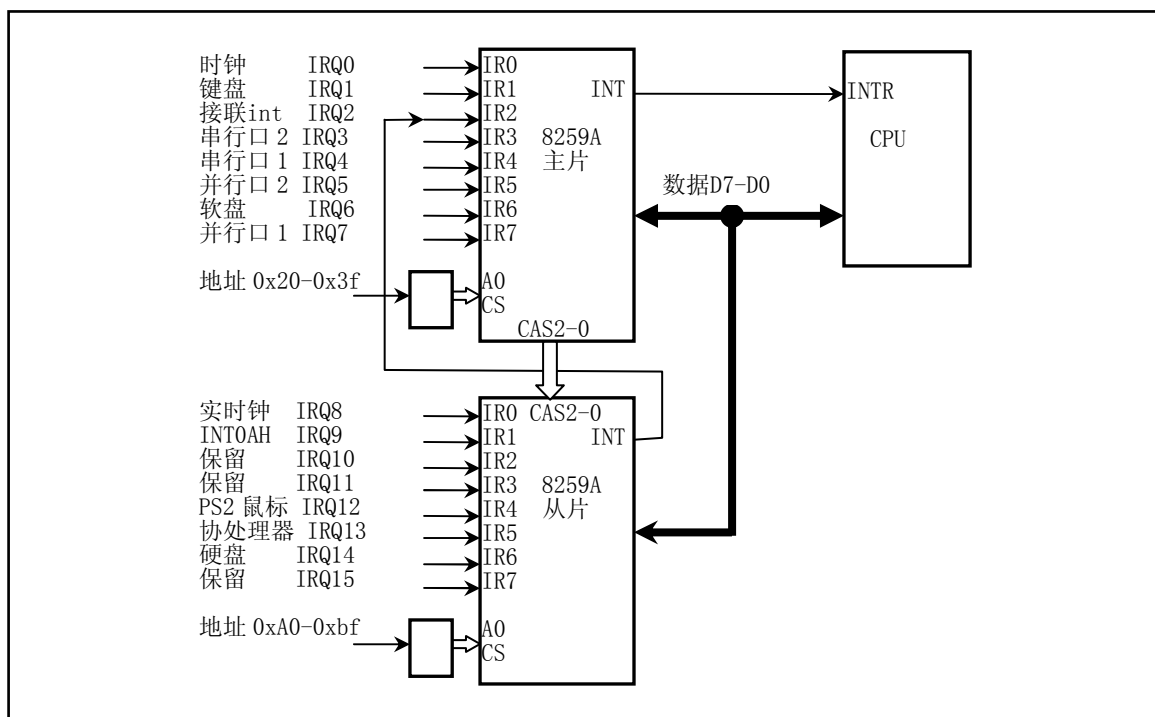 时钟 IRQ0
键盘 IRQ1
接联int IRQ2
串行口 2 IRQ3
串行口 1 IRQ4
并行口 2 IRQ5
软盘 IRQ6
并行口 1 IRQ7
地址 0x20-0x3f
IR0
IR1
IR2
IR3
IR4
IR5
IR6
IR7
A0
CS
INT
8259A
主片
CAS2-0
INTR
CPU
数据D7-D0
实时钟 IRQ8
INT0AH IRQ9
保留 IRQ10
保留 IRQ11
PS2 鼠标 IRQ12
协处理器 IRQ13
硬盘 IRQ14
保留 IRQ15
地址 0xA0-0xbf
IR0
IR1
IR2
IR3
IR4
IR5
IR6
IR7
A0
CS
CAS2-0
INT
8259A
从片